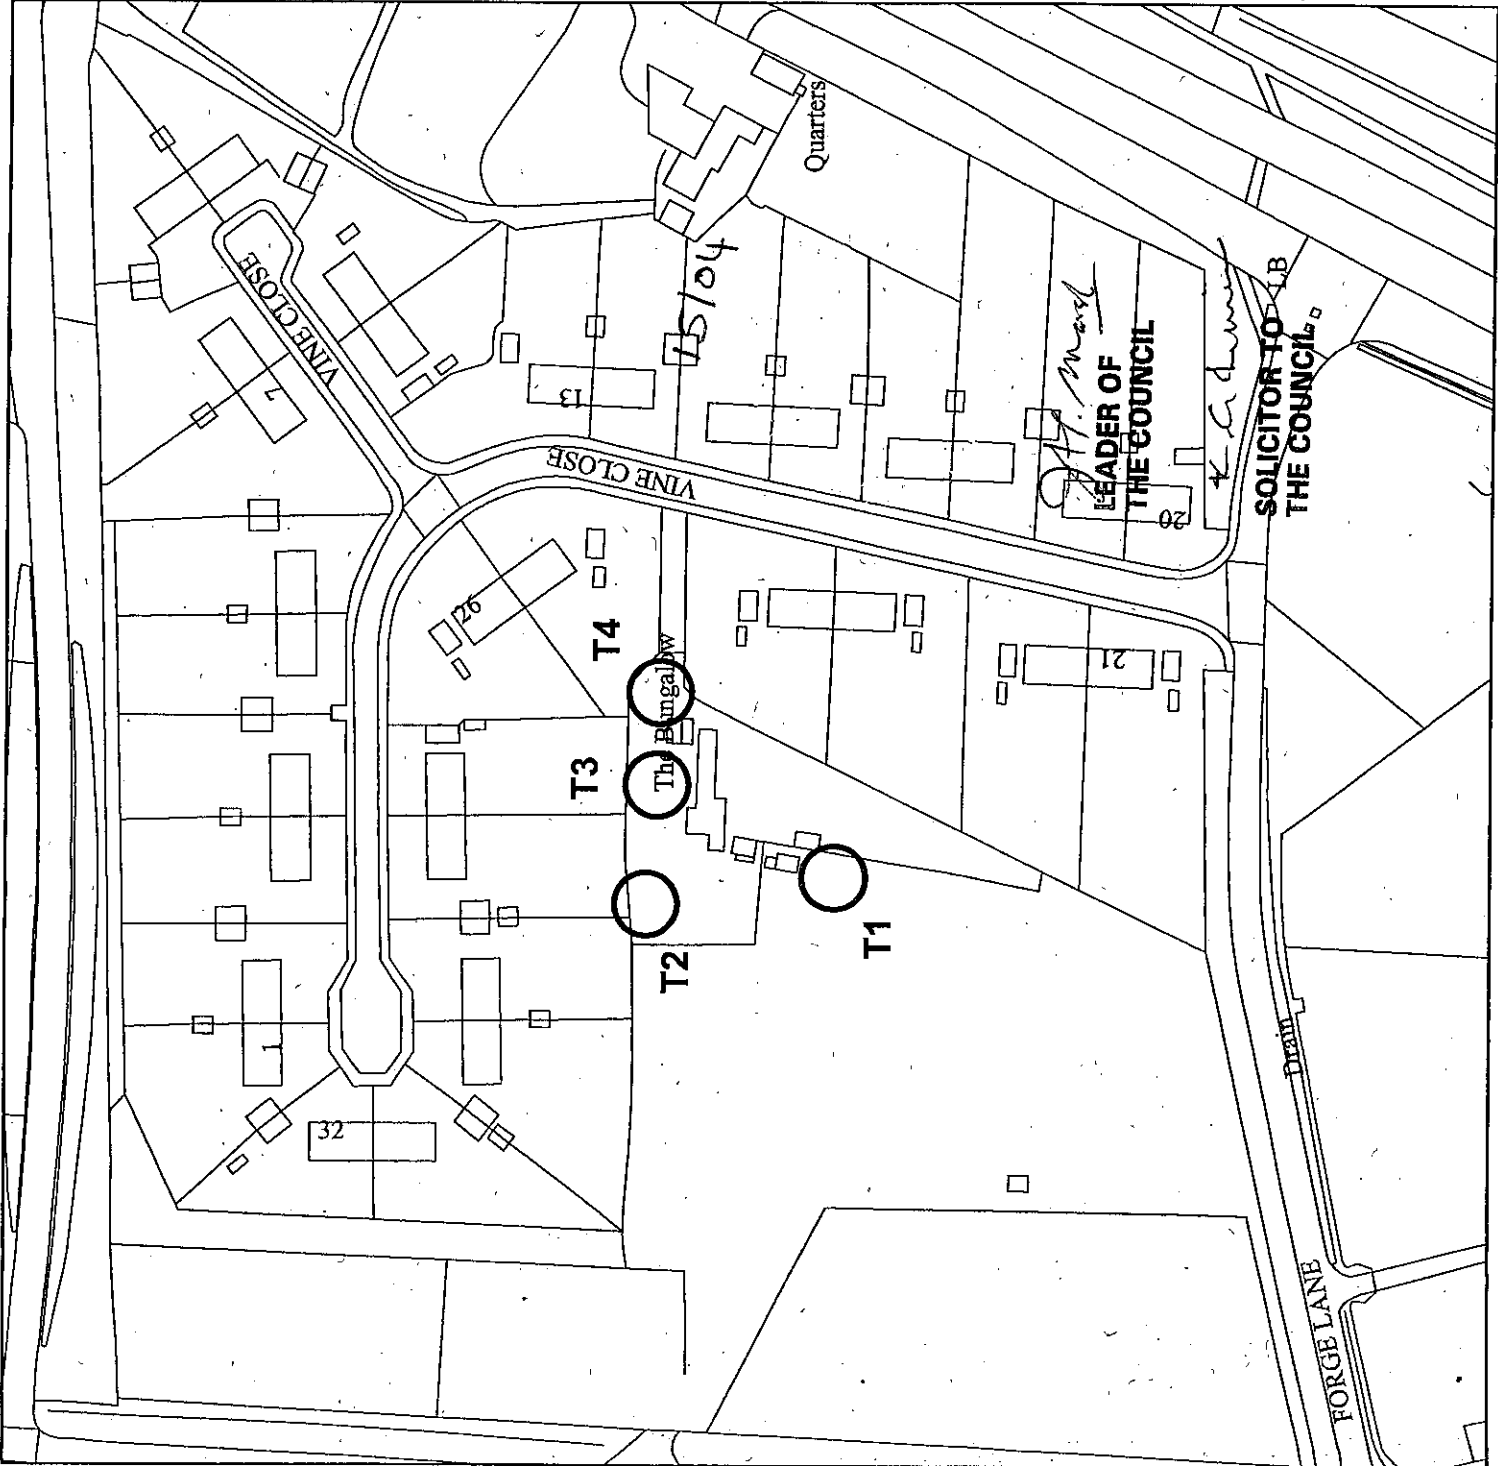 Quarters
VINE CLOSE
7
13
15/04
VINE CLOSE
LEADER OF
THE COUNCIL
LB
SOLICITOR TO
THE COUNCIL
20
26
T4
The Bungalow
T3
21
T2
T1
1
32
Drain
FORGE LANE